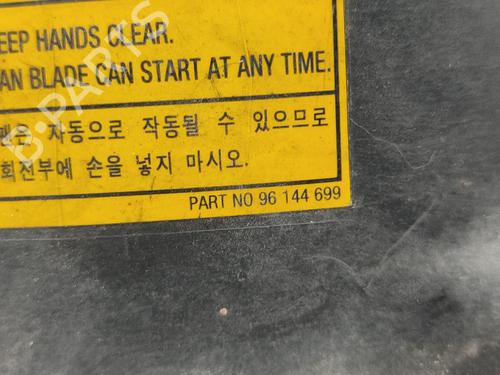 EEP HANDS CLEAR.
AN BLADE CAN START AT ANY TIME.
은 자동으로 작동될 수 있으므로
회전부에 손을 넣지 마시오.
PART NO 96 144 699
B-PARTS